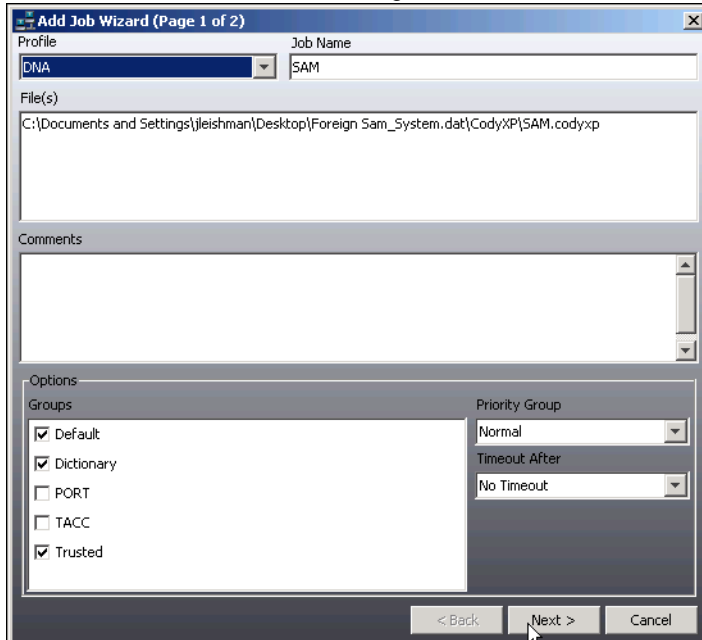 Add Job Wizard (Page 1 of 2)
Profile
Job Name
DNA
SAM
File(s)
C:\Documents and Settings\jleishman\Desktop\Foreign Sam_System.dat\CodyXP\SAM.codyxp
Comments
Options
Groups
Priority Group
Default
Normal
Dictionary
Timeout After
PORT
No Timeout
TACC
Trusted
< Back
Next >
Cancel